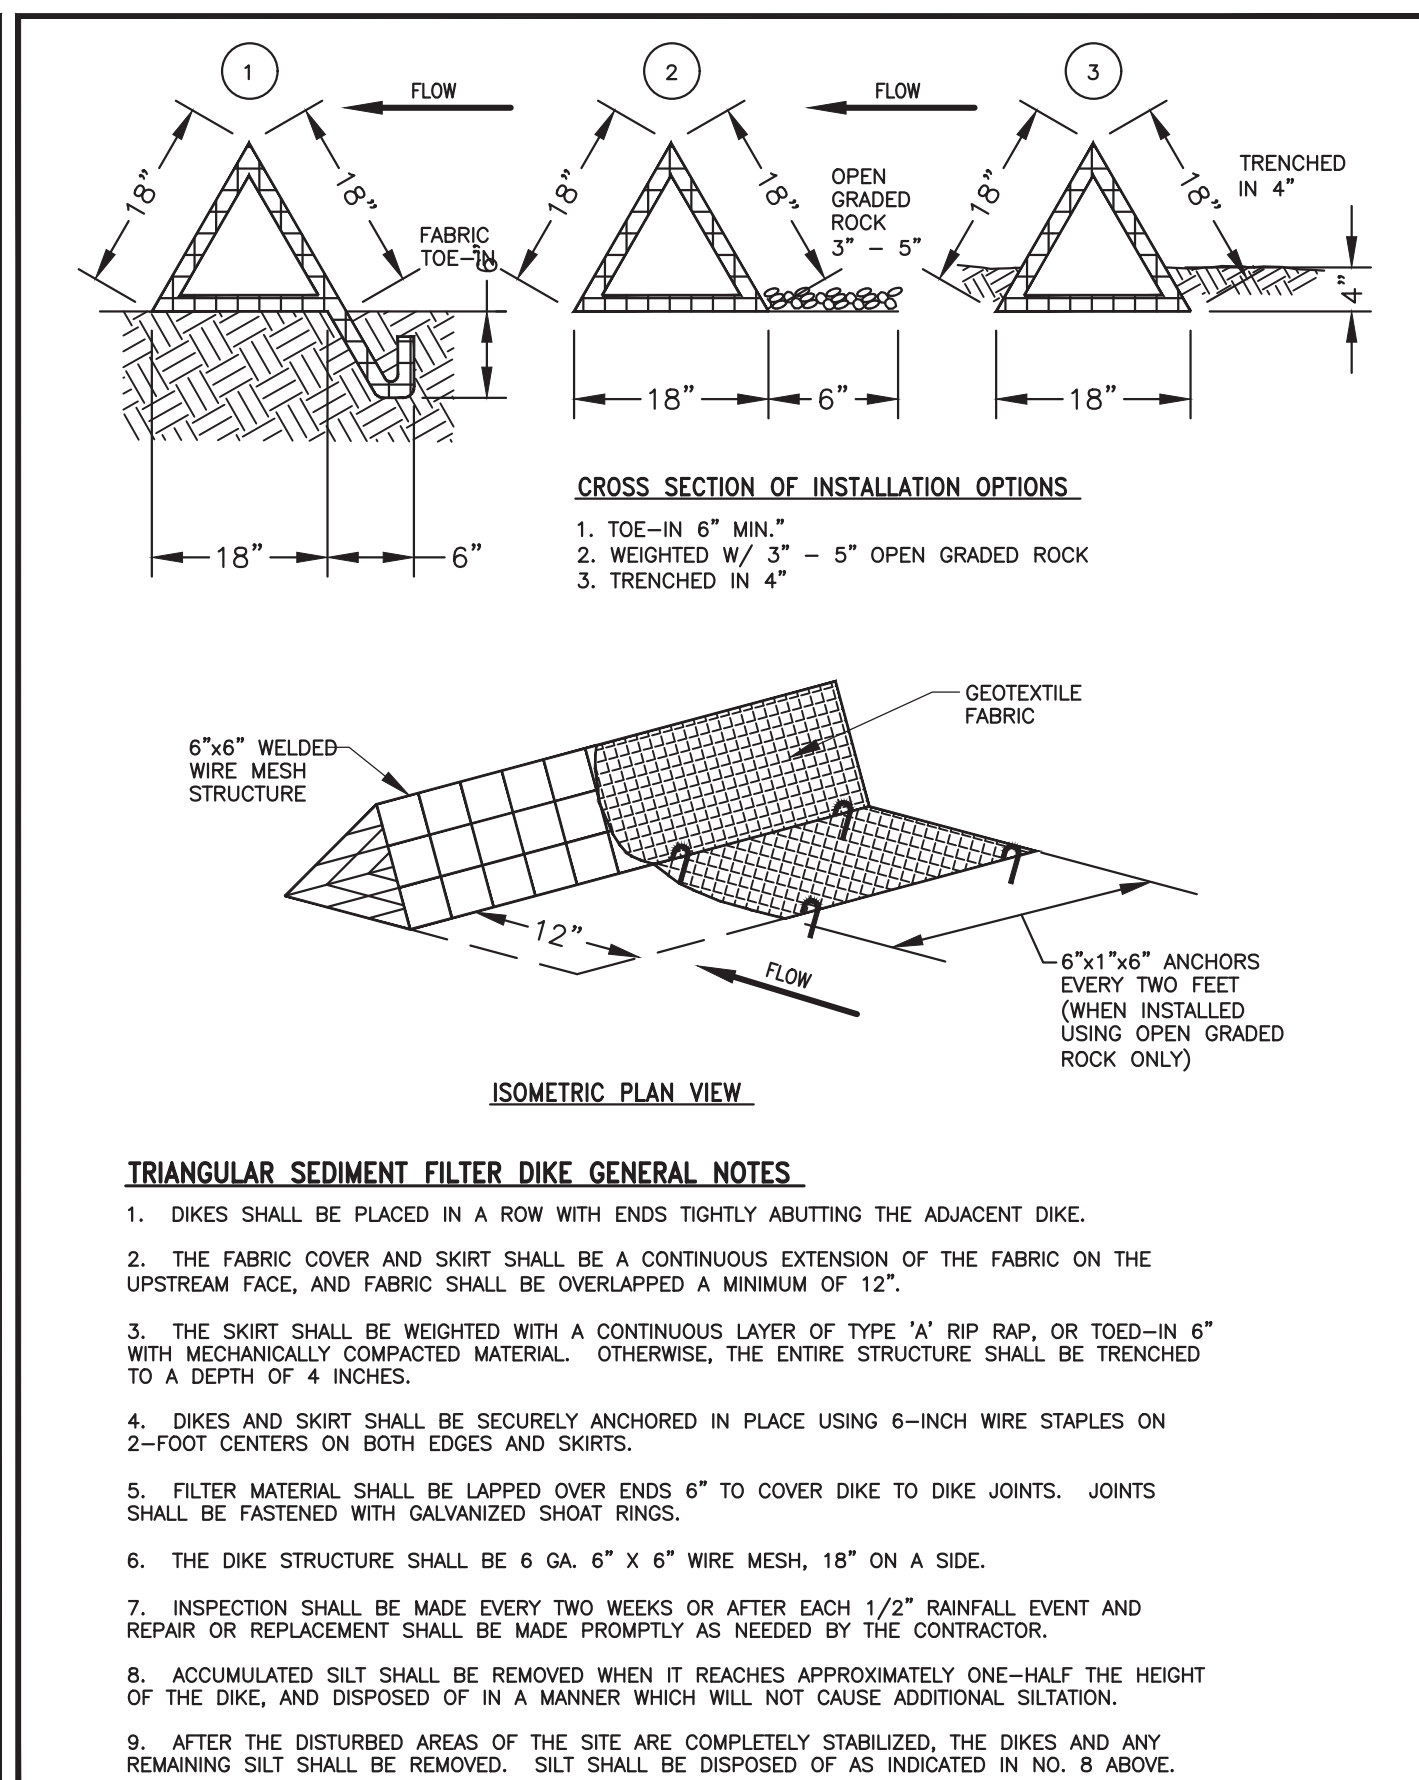 1
FLOW
2
FLOW
3
18"
18"
FABRIC
TOE-IN
6"
18"
18"
OPEN
GRADED
ROCK
3" - 5"
18"
18"
TRENCHED
IN 4"
4"
18"
6"
18"
18"
6"
CROSS SECTION OF INSTALLATION OPTIONS
1. TOE-IN 6" MIN."
2. WEIGHTED W/ 3" - 5" OPEN GRADED ROCK
3. TRENCHED IN 4"
GEOTEXTILE
FABRIC
6"x6" WELDED
WIRE MESH
STRUCTURE
12"
FLOW
6"x1"x6" ANCHORS
EVERY TWO FEET
(WHEN INSTALLED
USING OPEN GRADED
ROCK ONLY)
ISOMETRIC PLAN VIEW
TRIANGULAR SEDIMENT FILTER DIKE GENERAL NOTES
1. DIKES SHALL BE PLACED IN A ROW WITH ENDS TIGHTLY ABUTTING THE ADJACENT DIKE.
2. THE FABRIC COVER AND SKIRT SHALL BE A CONTINUOUS EXTENSION OF THE FABRIC ON THE
UPSTREAM FACE, AND FABRIC SHALL BE OVERLAPPED A MINIMUM OF 12".
3. THE SKIRT SHALL BE WEIGHTED WITH A CONTINUOUS LAYER OF TYPE 'A' RIP RAP, OR TOED-IN 6"
WITH MECHANICALLY COMPACTED MATERIAL. OTHERWISE, THE ENTIRE STRUCTURE SHALL BE TRENCHED
TO A DEPTH OF 4 INCHES.
4. DIKES AND SKIRT SHALL BE SECURELY ANCHORED IN PLACE USING 6-INCH WIRE STAPLES ON
2-FOOT CENTERS ON BOTH EDGES AND SKIRTS.
5. FILTER MATERIAL SHALL BE LAPPED OVER ENDS 6" TO COVER DIKE TO DIKE JOINTS. JOINTS
SHALL BE FASTENED WITH GALVANIZED SHOAT RINGS.
6. THE DIKE STRUCTURE SHALL BE 6 GA. 6" X 6" WIRE MESH, 18" ON A SIDE.
7. INSPECTION SHALL BE MADE EVERY TWO WEEKS OR AFTER EACH 1/2" RAINFALL EVENT AND
REPAIR OR REPLACEMENT SHALL BE MADE PROMPTLY AS NEEDED BY THE CONTRACTOR.
8. ACCUMULATED SILT SHALL BE REMOVED WHEN IT REACHES APPROXIMATELY ONE-HALF THE HEIGHT
OF THE DIKE, AND DISPOSED OF IN A MANNER WHICH WILL NOT CAUSE ADDITIONAL SILTATION.
9. AFTER THE DISTURBED AREAS OF THE SITE ARE COMPLETELY STABILIZED, THE DIKES AND ANY
REMAINING SILT SHALL BE REMOVED. SILT SHALL BE DISPOSED OF AS INDICATED IN NO. 8 ABOVE.